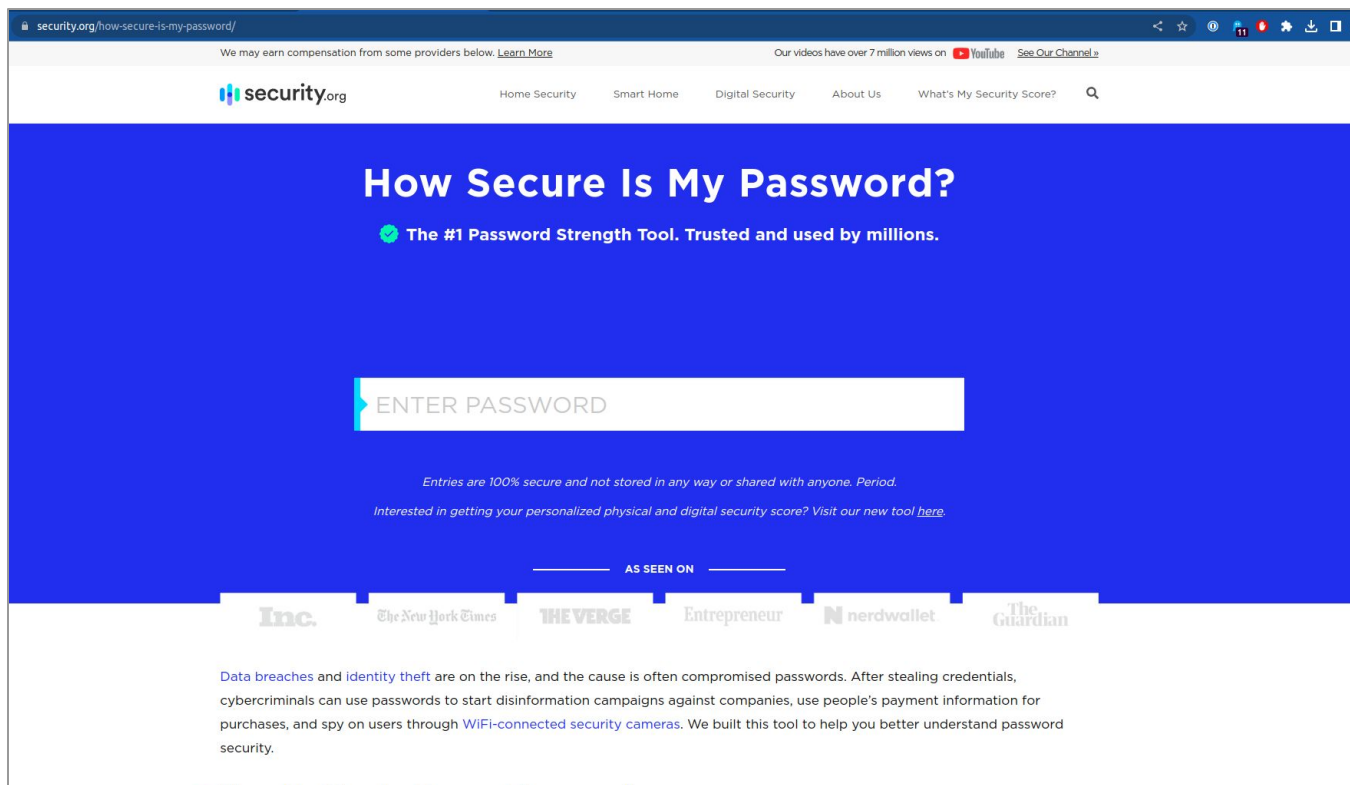 security.org/how-secure-is-my-password/
11
We may earn compensation from some providers below. Learn More
Our videos have over 7 million views on YouTube See Our Channel »
security.org
Home Security Smart Home Digital Security About Us What's My Security Score?
How Secure Is My Password?
The #1 Password Strength Tool. Trusted and used by millions.
ENTER PASSWORD
Entries are 100% secure and not stored in any way or shared with anyone. Period.
Interested in getting your personalized physical and digital security score? Visit our new tool here.
AS SEEN ON
Inc. The New York Times THE VERGE Entrepreneur nerdwallet The Guardian
Data breaches and identity theft are on the rise, and the cause is often compromised passwords. After stealing credentials,
cybercriminals can use passwords to start disinformation campaigns against companies, use people's payment information for
purchases, and spy on users through WiFi-connected security cameras. We built this tool to help you better understand password
security.